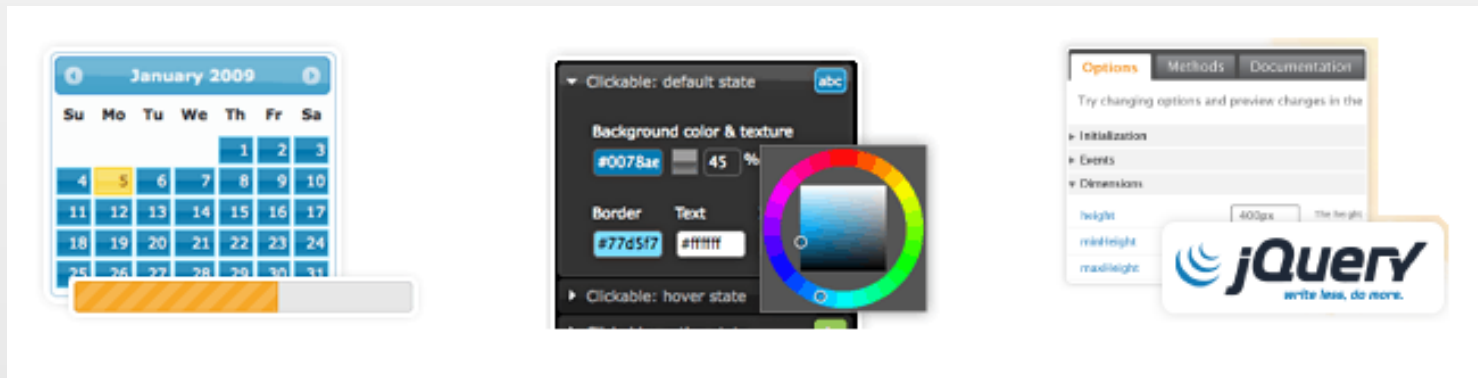 January 2009
Su Mo Tu We Th Fr Sa
1 2 3
4 5 6 7 8 9 10
11 12 13 14 15 16 17
18 19 20 21 22 23 24
25 26 27 28 29 30 31
Clickable: default state abc
Background color & texture
#0078ae 45 %
Border Text
#77d5f7 #ffffff
Clickable: hover state
Options Methods Documentation
Try changing options and preview changes in the
Initialization
Events
Dimensions
height 400px The height
minHeight
maxHeight
jQuery
write less, do more.